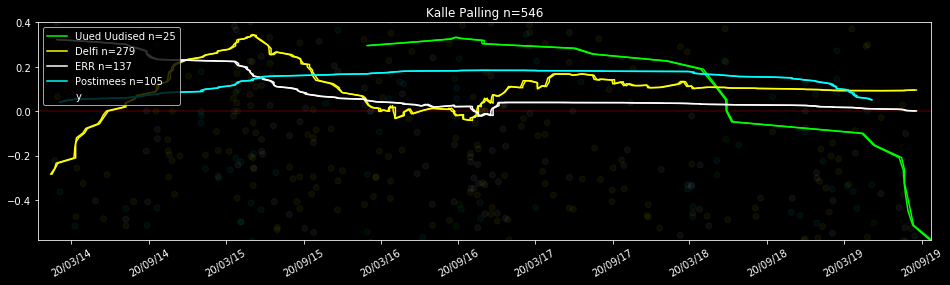 Kalle Palling n=546
0.4
0.2
0.0
−0.2
−0.4
Uued Uudised n=25
Delfi n=279
ERR n=137
Postimees n=105
y
20/03/14
20/09/14
20/03/15
20/09/15
20/03/16
20/09/16
20/03/17
20/09/17
20/03/18
20/09/18
20/03/19
20/09/19